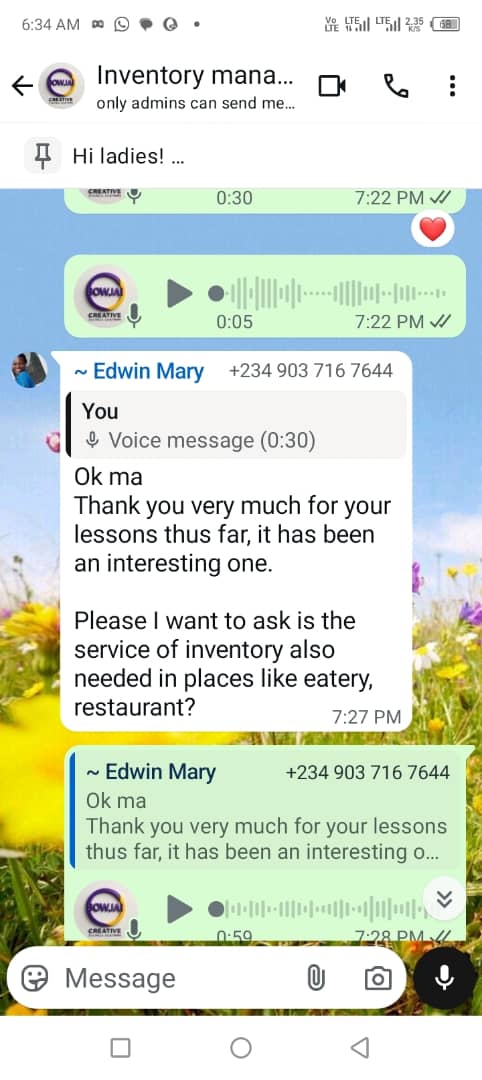 6:34 AM
Vo LTE LTE LTE 2.35 K/S 68
Inventory mana...
only admins can send me...
Hi ladies! ...
CREATIVE
0:30 7:22 PM
BOWJAI
CREATIVE
0:05 7:22 PM
~ Edwin Mary +234 903 716 7644
You
Voice message (0:30)
Ok ma
Thank you very much for your
lessons thus far, it has been
an interesting one.
Please I want to ask is the
service of inventory also
needed in places like eatery,
restaurant?
7:27 PM
~ Edwin Mary +234 903 716 7644
Ok ma
Thank you very much for your lessons
thus far, it has been an interesting o...
BOWJAI
CREATIVE
0:59 7:28 PM
Message